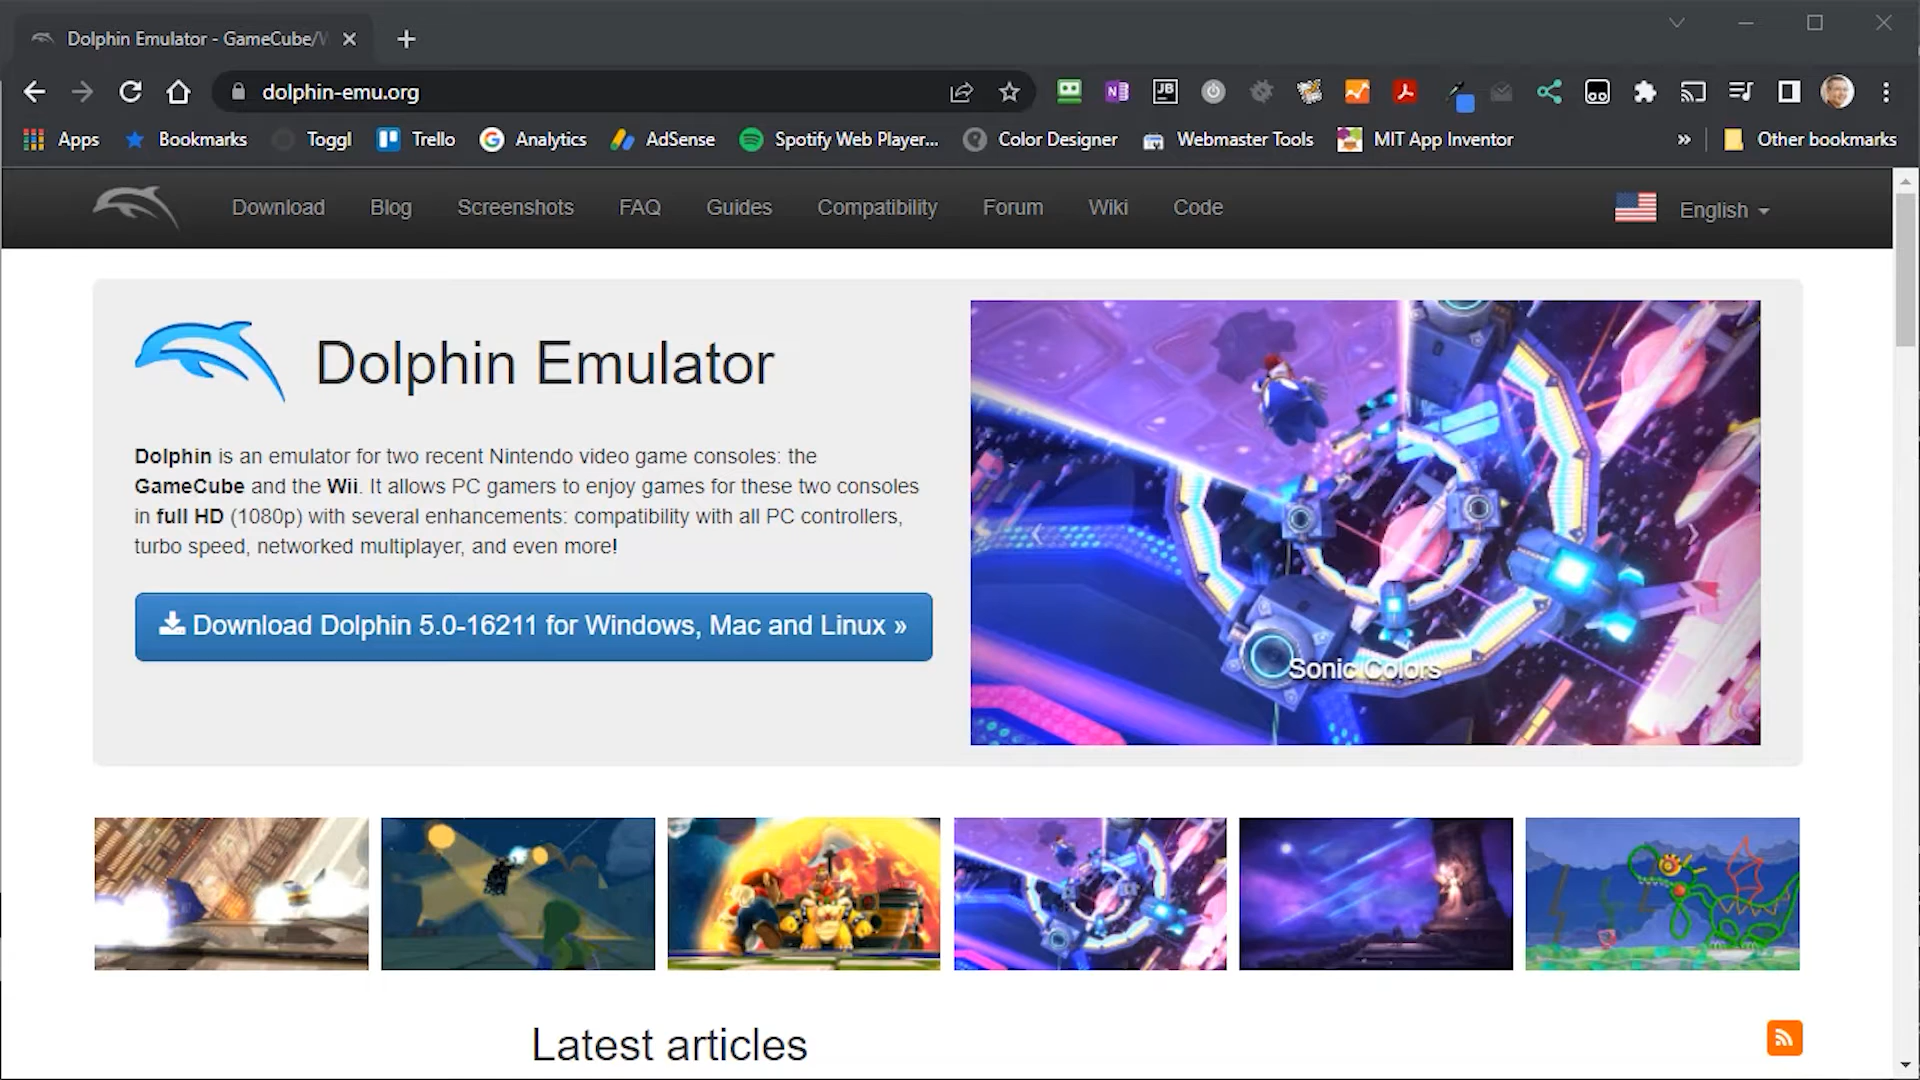 Dolphin Emulator - GameCube/W
dolphin-emu.org
Apps Bookmarks Toggl Trello Analytics AdSense Spotify Web Player... Color Designer Webmaster Tools MIT App Inventor » Other bookmarks
Download Blog Screenshots FAQ Guides Compatibility Forum Wiki Code English
Dolphin Emulator
Dolphin is an emulator for two recent Nintendo video game consoles: the
GameCube and the Wii. It allows PC gamers to enjoy games for these two consoles
in full HD (1080p) with several enhancements: compatibility with all PC controllers,
turbo speed, networked multiplayer, and even more!
Download Dolphin 5.0-16211 for Windows, Mac and Linux »
Sonic Colors
Latest articles